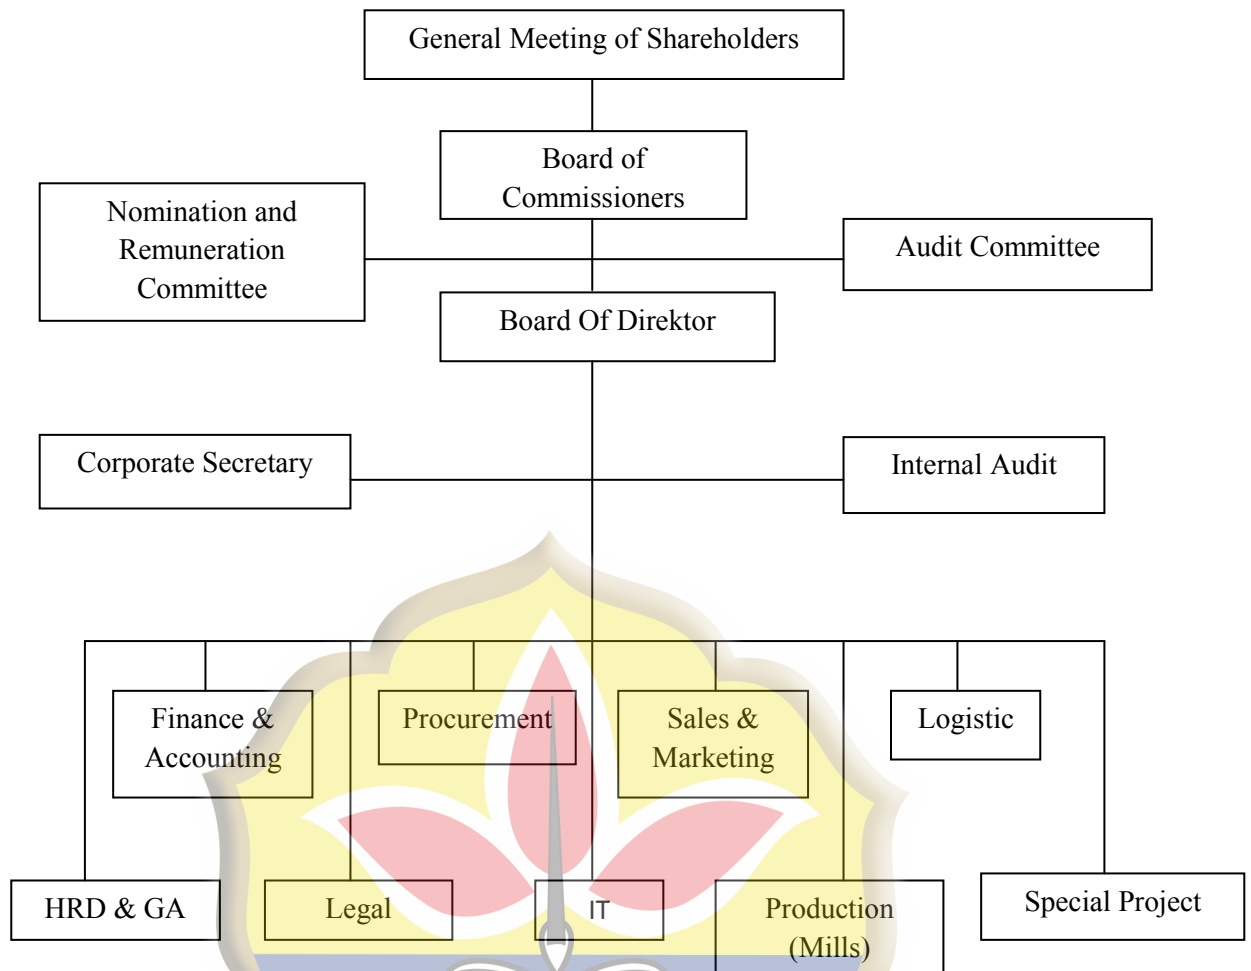 General Meeting of Shareholders
Board of
Commissioners
Nomination and
Remuneration
Committee
Audit Committee
Board Of Direktor
Corporate Secretary
Internal Audit
Finance &
Accounting
Procurement
Sales &
Marketing
Logistic
HRD & GA
Legal
IT
Production
(Mills)
Special Project